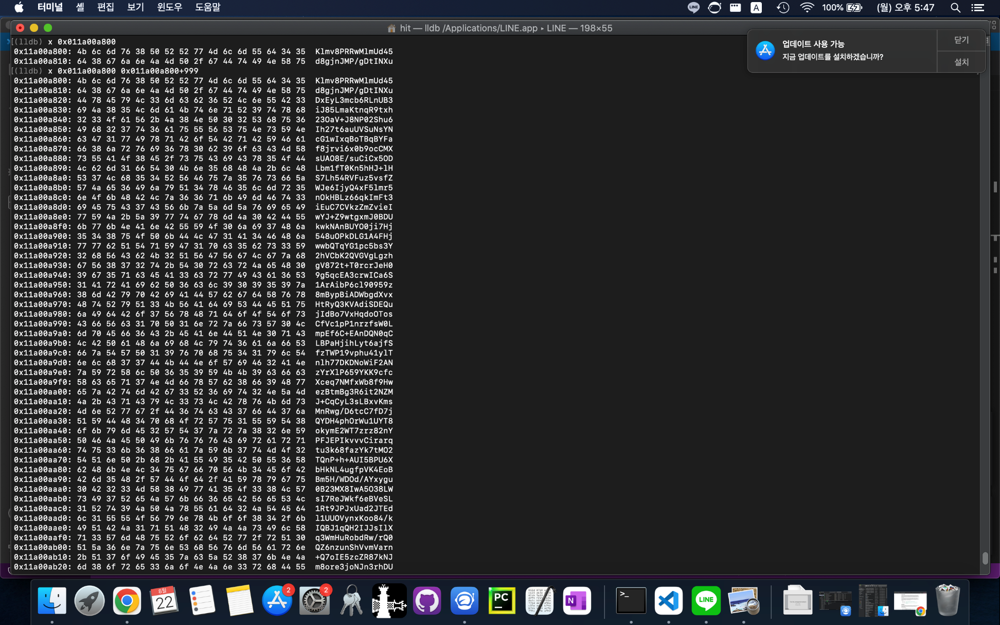 터미널 셸 편집 보기 윈도우 도움말
LINE A 100% (월) 오후 5:47
hit — lldb /Applications/LINE.app ▸ LINE — 198×55
업데이트 사용 가능
지금 업데이트를 설치하겠습니까?
닫기
설치
[(lldb) x 0x011a00a800
0x11a00a800: 4b 6c 6d 76 38 50 52 52 77 4d 6c 6d 55 64 34 35  Klmv8PRRwMlmUd45
0x11a00a810: 64 38 67 6a 6e 4a 4d 50 2f 67 44 74 49 4e 58 75  d8gjnJMP/gDtINXu
[(lldb) x 0x011a00a800 0x011a00a800+999
0x11a00a800: 4b 6c 6d 76 38 50 52 52 77 4d 6c 6d 55 64 34 35  Klmv8PRRwMlmUd45
0x11a00a810: 64 38 67 6a 6e 4a 4d 50 2f 67 44 74 49 4e 58 75  d8gjnJMP/gDtINXu
0x11a00a820: 44 78 45 79 4c 33 6d 63 62 36 52 4c 6e 55 42 33  DxEyL3mcb6RLnUB3
0x11a00a830: 69 4a 38 35 4c 6d 61 4b 74 6e 71 52 39 74 78 68  iJ85LmaKtnqR9txh
0x11a00a840: 32 33 4f 61 56 2b 4a 38 4e 50 30 32 53 68 75 36  23OaV+J8NP02Shu6
0x11a00a850: 49 68 32 37 74 36 61 75 55 56 53 75 4e 73 59 4e  Ih27t6auUVSuNsYN
0x11a00a860: 63 47 31 77 49 78 71 42 6f 54 42 71 42 59 46 61  cG1wIxqBoTBqBYFa
0x11a00a870: 66 38 6a 72 76 69 36 78 30 62 39 6f 63 43 4d 58  f8jrvi6x0b9ocCMX
0x11a00a880: 73 55 41 4f 38 45 2f 73 75 43 69 43 78 35 4f 44  sUAO8E/suCiCx5OD
0x11a00a890: 4c 62 6d 31 66 54 30 4b 6e 35 68 48 4a 2b 6c 48  Lbm1fT0Kn5hHJ+lH
0x11a00a8a0: 53 37 4c 68 35 34 52 56 46 75 7a 35 76 73 66 5a  S7Lh54RVFuz5vsfZ
0x11a00a8b0: 57 4a 65 36 49 6a 79 51 34 78 46 35 6c 6d 72 35  WJe6IjyQ4xF5lmr5
0x11a00a8c0: 6e 4f 6b 48 42 4c 7a 36 36 71 6b 49 6d 46 74 33  nOkHBLz66qkImFt3
0x11a00a8d0: 69 45 75 43 37 43 56 6b 7a 5a 6d 5a 76 69 65 49  iEuC7CVkzZmZvieI
0x11a00a8e0: 77 59 4a 2b 5a 39 77 74 67 78 6d 4a 30 42 44 55  wYJ+Z9wtgxmJ0BDU
0x11a00a8f0: 6b 77 6b 4e 41 6e 42 55 59 4f 30 6a 69 37 48 6a  kwkNAnBUYO0ji7Hj
0x11a00a900: 35 34 38 75 4f 50 6b 44 4c 47 31 41 34 46 48 6a  548uOPkDLG1A4FHj
0x11a00a910: 77 77 62 51 54 71 59 47 31 70 63 35 62 73 33 59  wwbQTqYG1pc5bs3Y
0x11a00a920: 32 68 56 43 62 4b 32 51 56 47 56 67 4c 67 7a 68  2hVCbK2QVGVgLgzh
0x11a00a930: 67 56 38 37 32 74 2b 54 30 72 63 72 4a 65 48 30  gV872t+T0rcrJeH0
0x11a00a940: 39 67 35 71 63 45 41 33 63 72 77 49 43 61 36 53  9g5qcEA3crwICa6S
0x11a00a950: 31 41 72 41 69 62 50 36 63 6c 39 30 39 35 39 7a  1ArAibP6cl90959z
0x11a00a960: 38 6d 42 79 70 42 69 41 44 57 62 67 64 58 76 78  8mBypBiADWbgdXvx
0x11a00a970: 48 74 52 79 51 33 4b 56 41 64 69 53 44 45 51 75  HtRyQ3KVAdiSDEQu
0x11a00a980: 6a 49 64 42 6f 37 56 78 48 71 64 6f 4f 54 6f 73  jIdBo7VxHqdoOTos
0x11a00a990: 43 66 56 63 31 70 50 31 6e 72 7a 66 73 57 30 4c  CfVc1pP1nrzfsW0L
0x11a00a9a0: 6d 70 45 66 36 43 2b 45 41 6e 44 51 4e 30 71 43  mpEf6C+EAnDQN0qC
0x11a00a9b0: 4c 42 50 61 48 6a 69 68 4c 79 74 36 61 6a 66 53  LBPaHjihLyt6ajfS
0x11a00a9c0: 66 7a 54 57 50 31 39 76 70 68 75 34 31 79 6c 54  fzTWP19vphu41ylT
0x11a00a9d0: 6e 6c 68 37 37 44 4b 44 4e 6f 57 69 46 32 41 4e  nlh77DKDNoWiF2AN
0x11a00a9e0: 7a 59 72 58 6c 50 36 35 39 59 4b 4b 39 63 66 63  zYrXlP659YKK9cfc
0x11a00a9f0: 58 63 65 71 37 4e 4d 66 78 57 62 38 66 39 48 77  Xceq7NMfxWb8f9Hw
0x11a00aa00: 65 7a 42 74 6d 42 67 33 52 36 69 74 32 4e 5a 4d  ezBtmBg3R6it2NZM
0x11a00aa10: 4a 2b 43 71 43 79 4c 33 73 4c 42 78 76 4b 6d 73  J+CqCyL3sLBxvKms
0x11a00aa20: 4d 6e 52 77 67 2f 44 36 74 63 43 37 66 44 37 6a  MnRwg/D6tcC7fD7j
0x11a00aa30: 51 59 44 48 34 70 68 4f 72 57 75 31 55 59 54 38  QYDH4phOrWu1UYT8
0x11a00aa40: 6f 6b 79 6d 45 32 57 54 37 7a 72 7a 38 32 6e 59  okymE2WT7zrz82nY
0x11a00aa50: 50 46 4a 45 50 49 6b 76 76 76 43 69 72 61 72 71  PFJEPIkvvvCirarq
0x11a00aa60: 74 75 33 6b 36 38 66 61 7a 59 6b 37 74 4d 4f 32  tu3k68fazYk7tMO2
0x11a00aa70: 54 51 6e 50 2b 68 2b 41 55 49 35 42 50 55 36 58  TQnP+h+AUI5BPU6X
0x11a00aa80: 62 48 6b 4e 4c 34 75 67 66 70 56 4b 34 45 6f 42  bHkNL4ugfpVK4EoB
0x11a00aa90: 42 6d 35 48 2f 57 44 4f 64 2f 41 59 78 79 67 75  Bm5H/WDOd/AYxygu
0x11a00aaa0: 30 42 32 33 4d 58 38 49 77 41 35 4f 33 38 4c 57  0B23MX8IwA5O38LW
0x11a00aab0: 73 49 37 52 65 4a 57 6b 66 36 65 42 56 65 53 4c  sI7ReJWkf6eBVeSL
0x11a00aac0: 31 52 74 39 4a 50 4a 78 55 61 64 32 4a 54 45 64  1Rt9JPJxUad2JTEd
0x11a00aad0: 6c 31 55 55 4f 56 79 6e 78 4b 6f 6f 38 34 2f 6b  l1UUOVynxKoo84/k
0x11a00aae0: 49 51 42 4a 31 71 51 48 32 49 4a 4a 73 49 6c 58  IQBJ1qQH2IJJsIlX
0x11a00aaf0: 71 33 57 6d 48 75 52 6f 62 64 52 77 2f 72 51 30  q3WmHuRobdRw/rQ0
0x11a00ab00: 51 5a 36 6e 7a 75 6e 53 68 56 76 6d 56 61 72 6e  QZ6nzunShVvmVarn
0x11a00ab10: 2b 51 37 6f 49 45 35 7a 63 5a 52 38 37 6b 4e 4a  +Q7oIE5zcZR87kNJ
0x11a00ab20: 6d 38 6f 72 65 33 6a 6f 4e 4a 6e 33 72 68 44 55  m8ore3joNJn3rhDU
8월
22
2
2
PC
N
>_
LINE